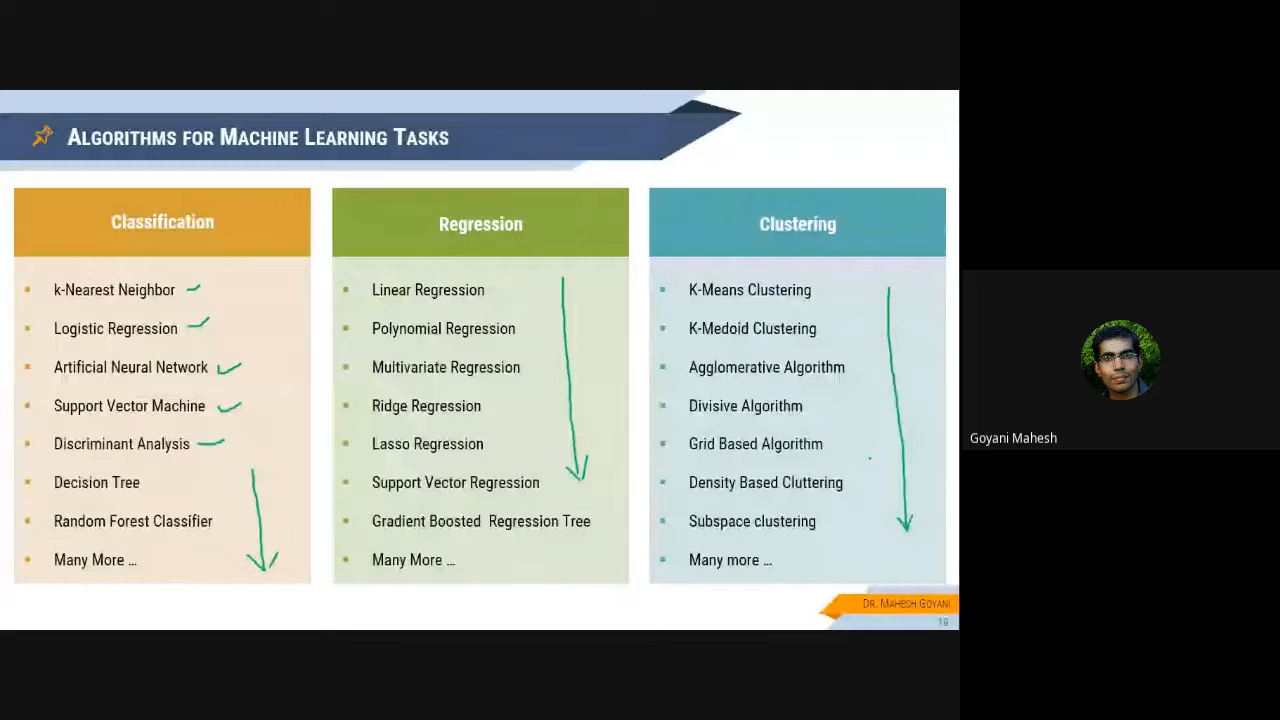 ALGORITHMS FOR MACHINE LEARNING TASKS
Classification
k-Nearest Neighbor
Logistic Regression
Artificial Neural Network
Support Vector Machine
Discriminant Analysis
Decision Tree
Random Forest Classifier
Many More ...
Regression
Linear Regression
Polynomial Regression
Multivariate Regression
Ridge Regression
Lasso Regression
Support Vector Regression
Gradient Boosted Regression Tree
Many More ...
Clustering
K-Means Clustering
K-Medoid Clustering
Agglomerative Algorithm
Divisive Algorithm
Grid Based Algorithm
Density Based Cluttering
Subspace clustering
Many more ...
DR. MAHESH GOYANI
19
Goyani Mahesh